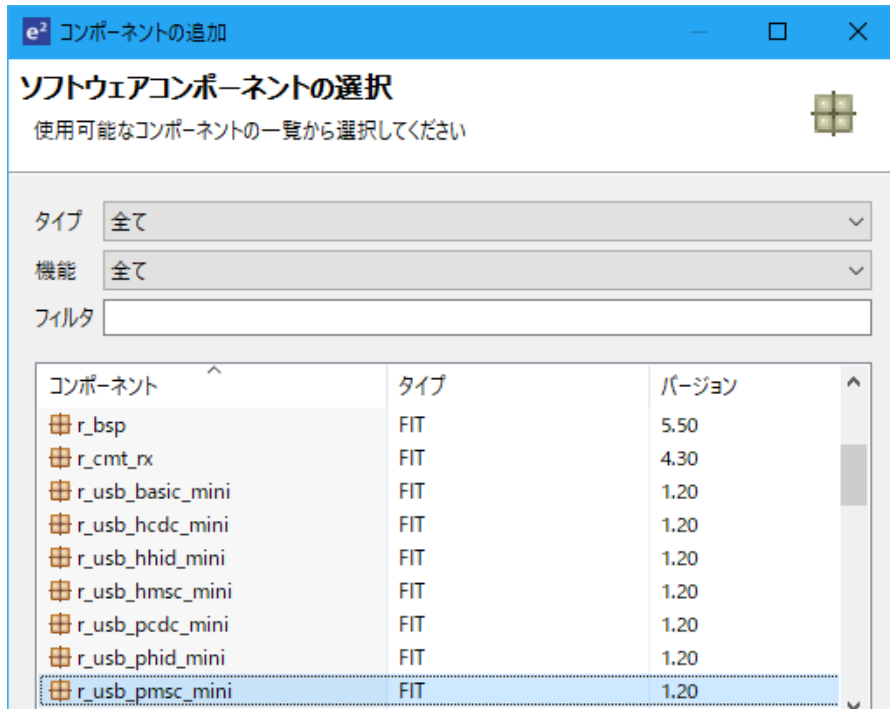 e² コンポーネントの追加
ソフトウェアコンポーネントの選択
使用可能なコンポーネントの一覧から選択してください
タイプ 全て
機能 全て
フィルタ
コンポーネント タイプ バージョン
r_bsp FIT 5.50
r_cmt_rx FIT 4.30
r_usb_basic_mini FIT 1.20
r_usb_hcdc_mini FIT 1.20
r_usb_hhid_mini FIT 1.20
r_usb_hmsc_mini FIT 1.20
r_usb_pcdc_mini FIT 1.20
r_usb_phid_mini FIT 1.20
r_usb_pmsc_mini FIT 1.20